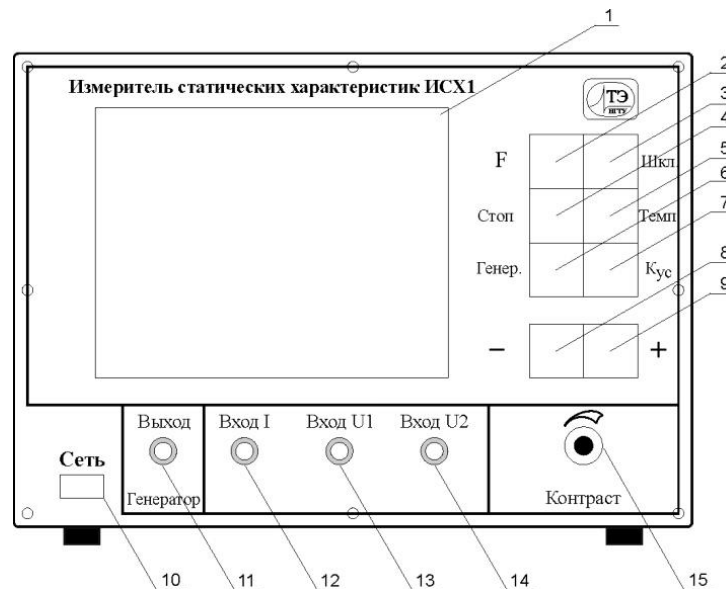 1
Измеритель статических характеристик ИСХ1
ТЭ
НГТУ
2
3
4
5
6
7
8
9
F
Шкл.
Стоп
Темп
Генер.
Кус
− +
Выход
Вход I
Вход U1
Вход U2
Сеть
Генератор
Контраст
10
11
12
13
14
15